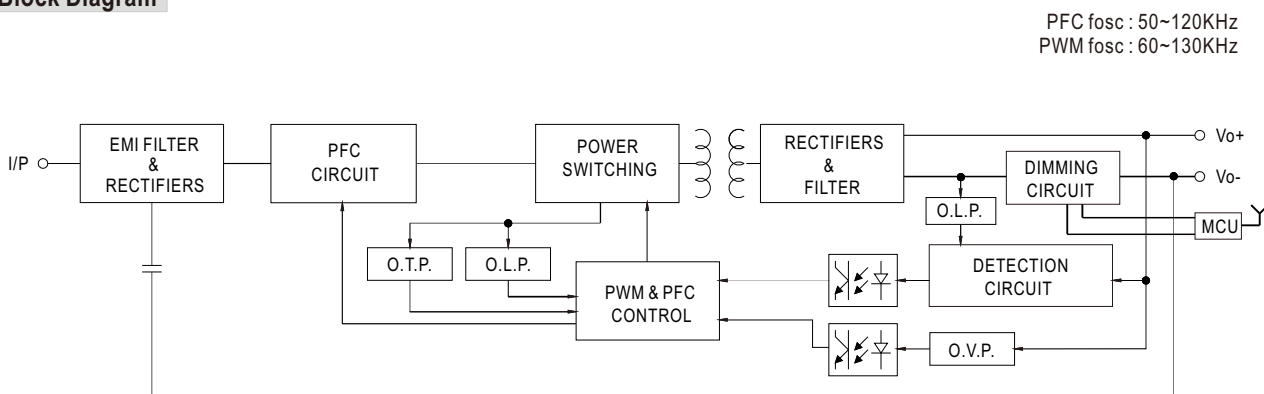 Block Diagram
PFC fosc : 50~120KHz
PWM fosc : 60~130KHz
I/P
EMI FILTER
&
RECTIFIERS
PFC
CIRCUIT
POWER
SWITCHING
RECTIFIERS
&
FILTER
DIMMING
CIRCUIT
Vo+
Vo-
O.L.P.
MCU
O.T.P.
O.L.P.
PWM & PFC
CONTROL
DETECTION
CIRCUIT
O.V.P.